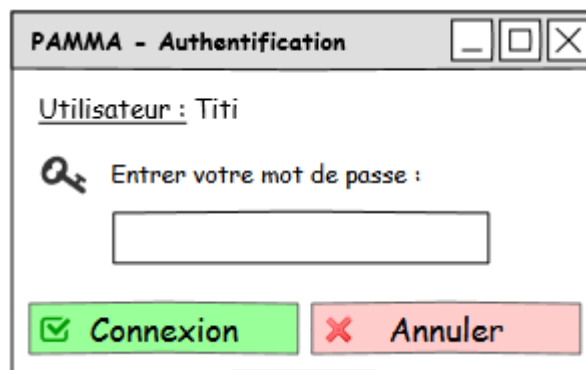 PAMMA - Authentification
Utilisateur : Titi
Entrer votre mot de passe :
Connexion
Annuler